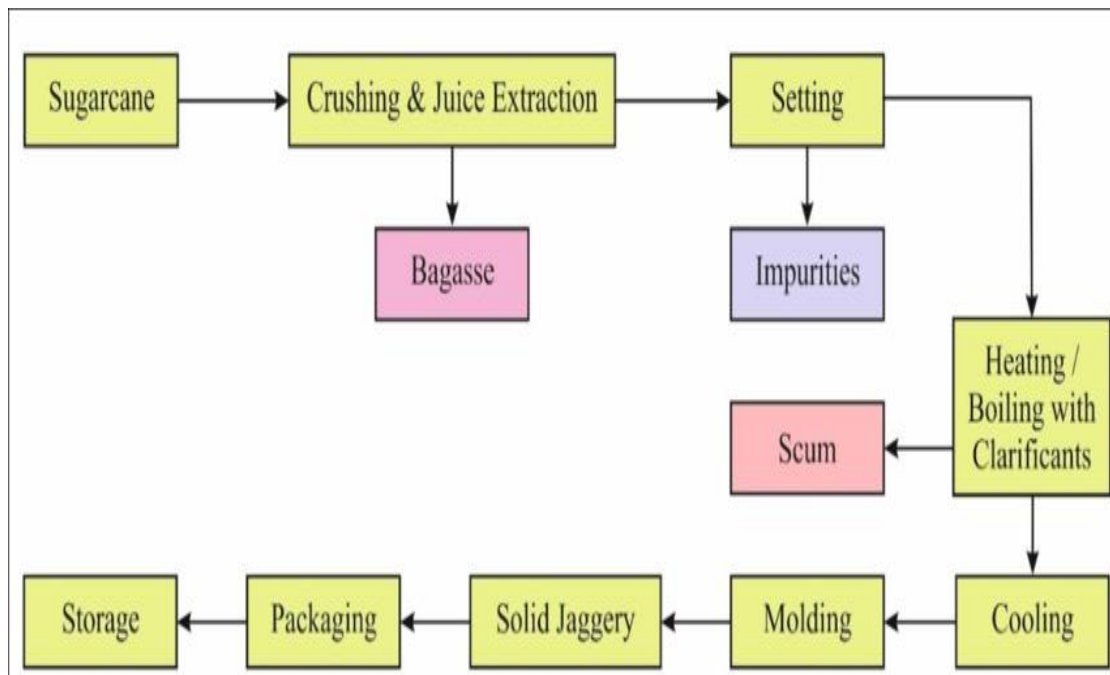 Sugarcane
Crushing & Juice Extraction
Setting
Bagasse
Impurities
Heating /
Boiling with
Clarificants
Scum
Storage
Packaging
Solid Jaggery
Molding
Cooling